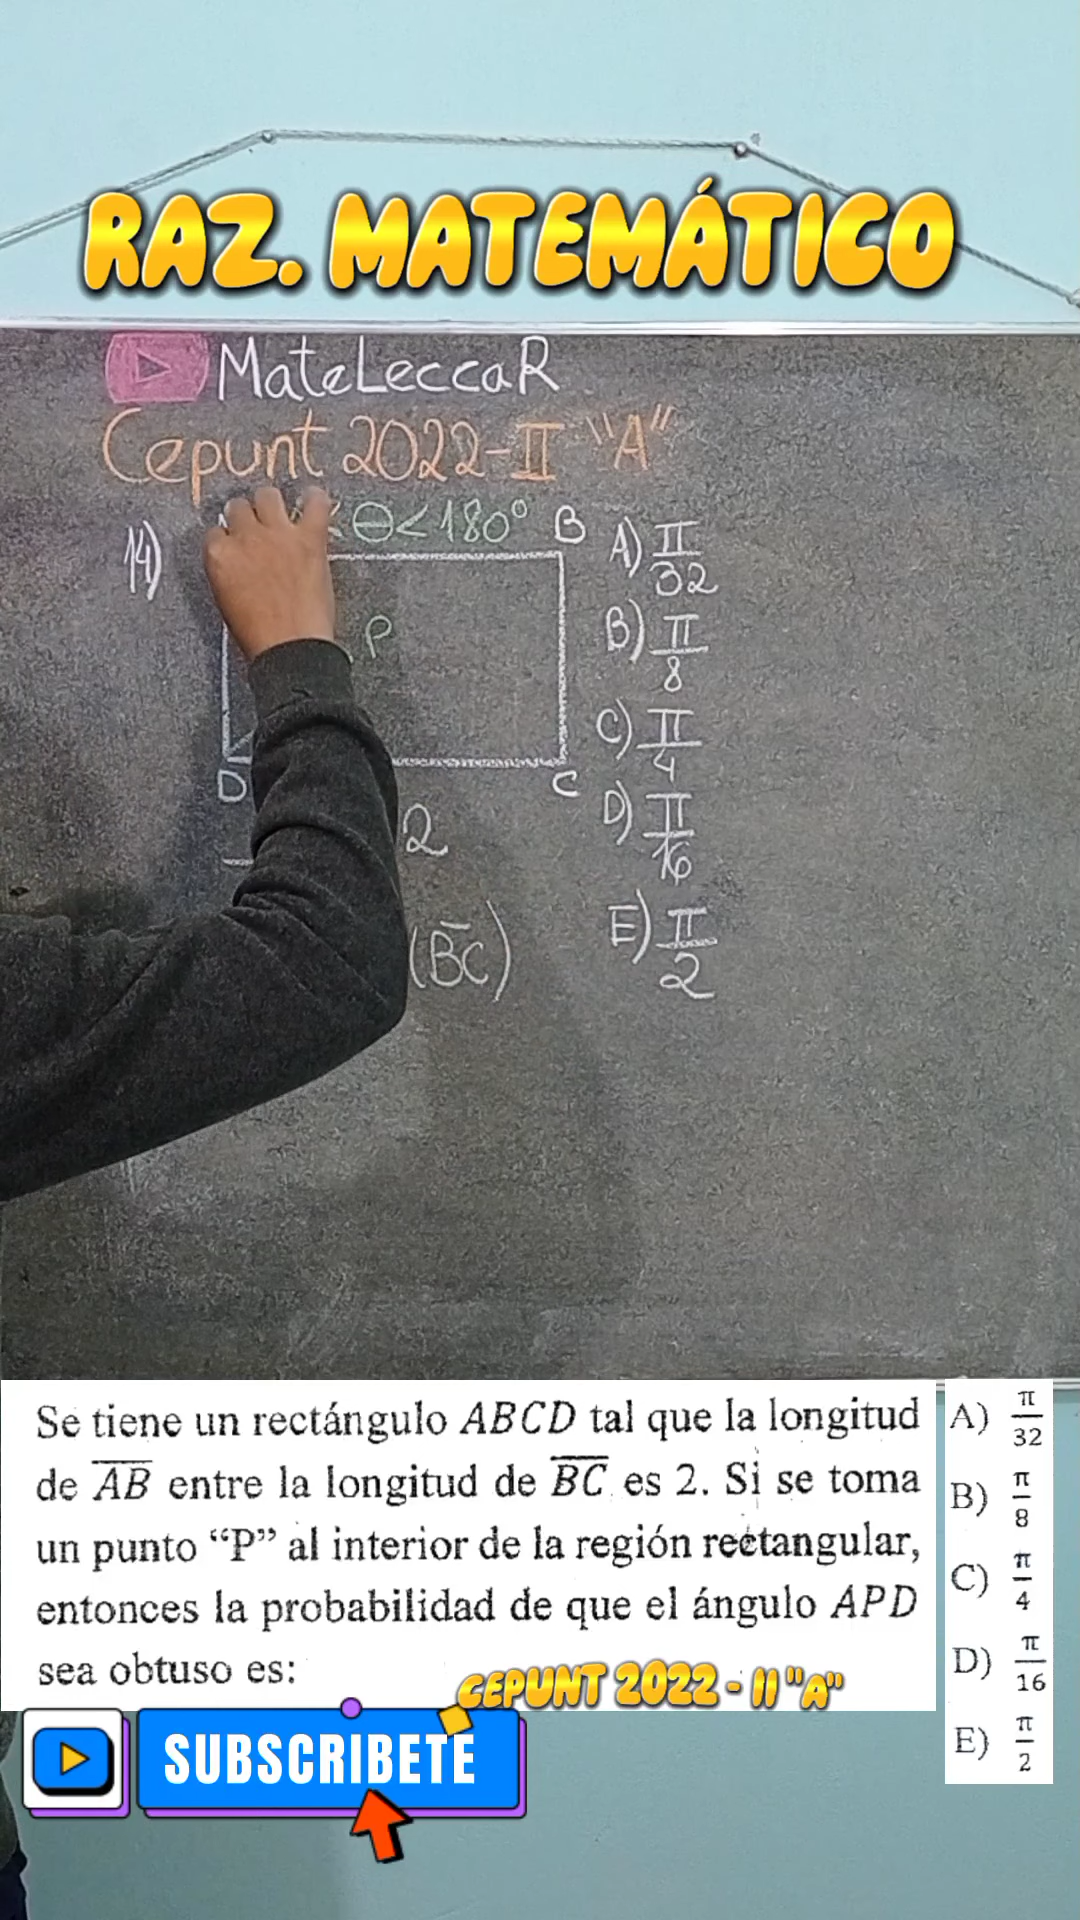 RAZ. MATEMÁTICO
MateLeccaR
Cepunt 2022-II "A"
θ<180° B
14)
P
D
C
2
(BC)
A) π/32
B) π/8
C) π/4
D) π/16
E) π/2
Se tiene un rectángulo ABCD tal que la longitud
de AB entre la longitud de BC es 2. Si se toma
un punto “P” al interior de la región rectangular,
entonces la probabilidad de que el ángulo APD
sea obtuso es:
CEPUNT 2022 - II "A"
A) π/32
B) π/8
C) π/4
D) π/16
E) π/2
SUBSCRIBETE